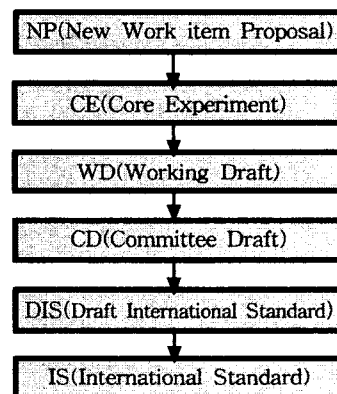 NP(New Work item Proposal)
CE(Core Experiment)
WD(Working Draft)
CD(Committee Draft)
DIS(Draft International Standard)
IS(International Standard)